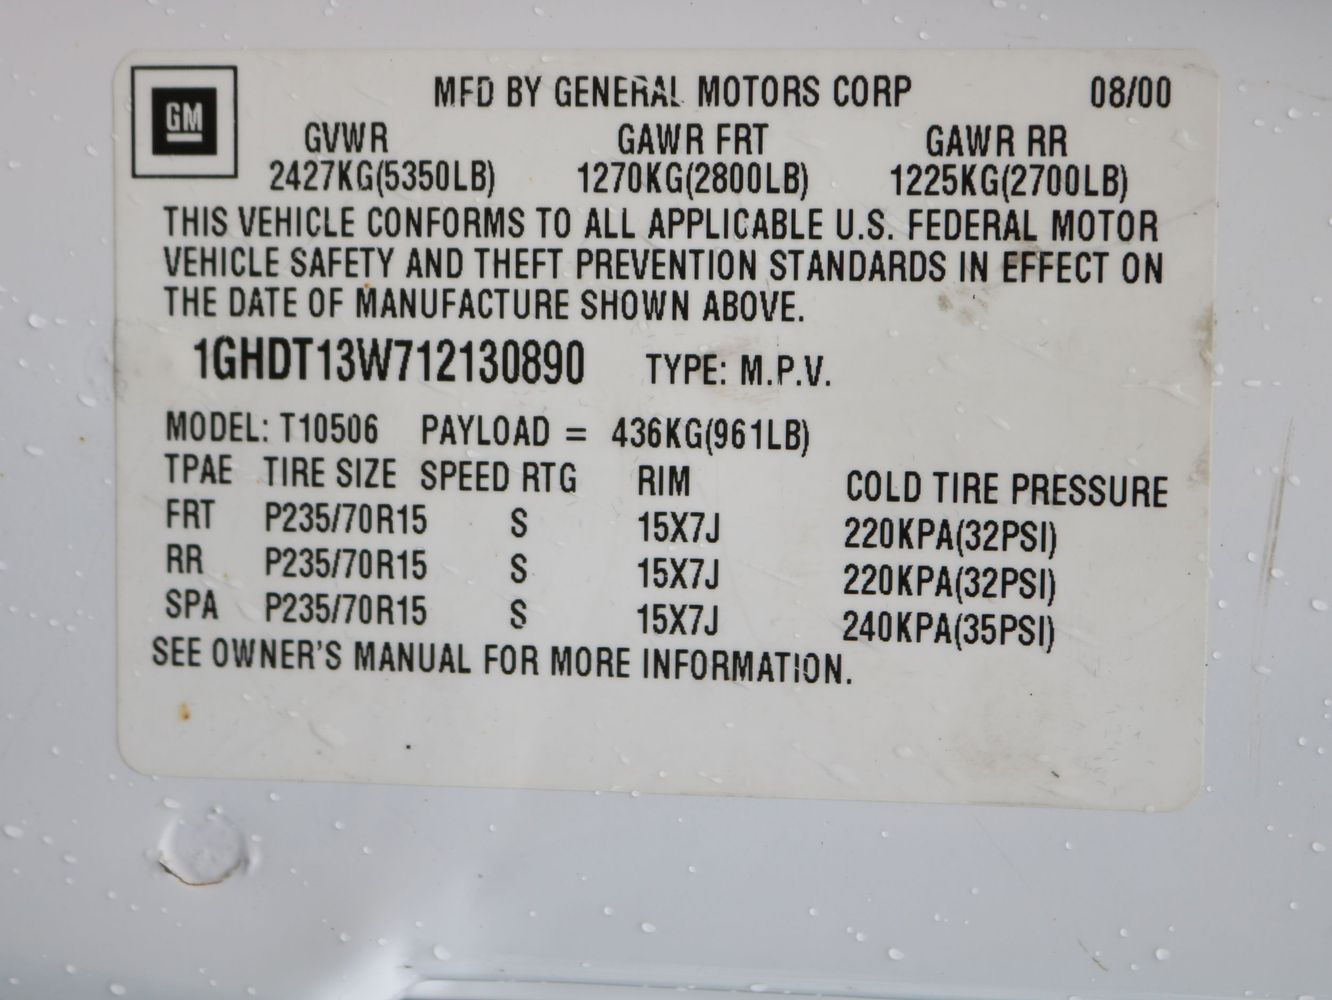 GM
MFD BY GENERAL MOTORS CORP 08/00
GVWR GAWR FRT GAWR RR
2427KG(5350LB) 1270KG(2800LB) 1225KG(2700LB)
THIS VEHICLE CONFORMS TO ALL APPLICABLE U.S. FEDERAL MOTOR
VEHICLE SAFETY AND THEFT PREVENTION STANDARDS IN EFFECT ON
THE DATE OF MANUFACTURE SHOWN ABOVE.
1GHDT13W712130890 TYPE: M.P.V.
MODEL: T10506 PAYLOAD = 436KG(961LB)
TPAE TIRE SIZE SPEED RTG RIM COLD TIRE PRESSURE
FRT P235/70R15 S 15X7J 220KPA(32PSI)
RR P235/70R15 S 15X7J 220KPA(32PSI)
SPA P235/70R15 S 15X7J 240KPA(35PSI)
SEE OWNER'S MANUAL FOR MORE INFORMATION.